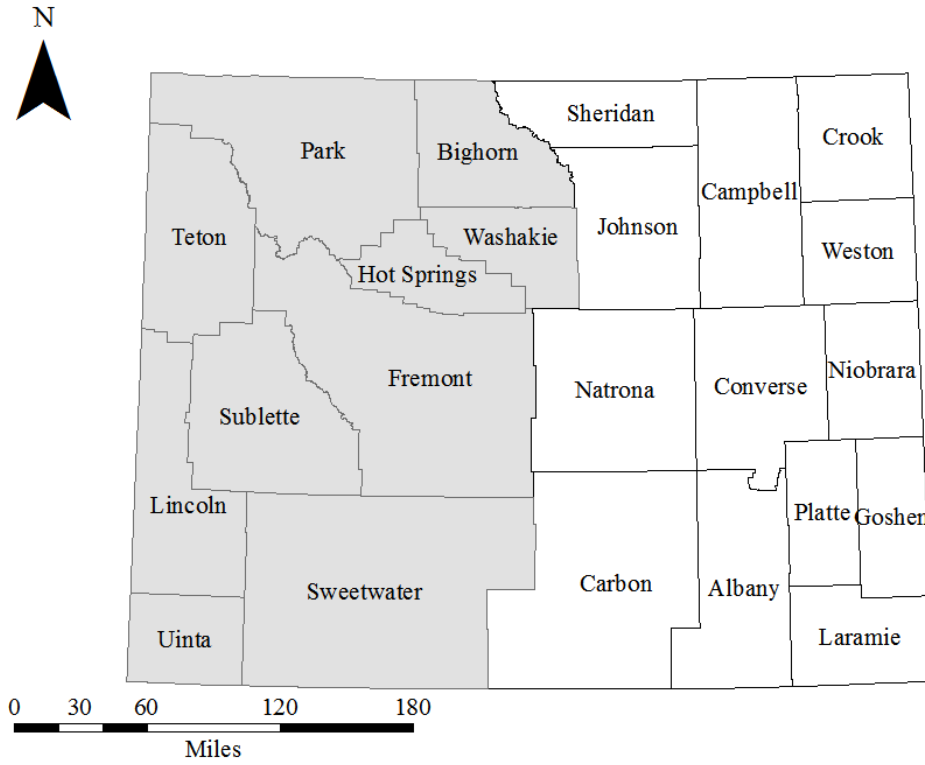 N
Sheridan
Crook
Park
Bighorn
Campbell
Teton
Washakie
Johnson
Weston
Hot Springs
Fremont
Natrona
Converse
Niobrara
Sublette
Lincoln
Platte
Goshen
Sweetwater
Carbon
Albany
Uinta
Laramie
0 30 60 120 180
Miles